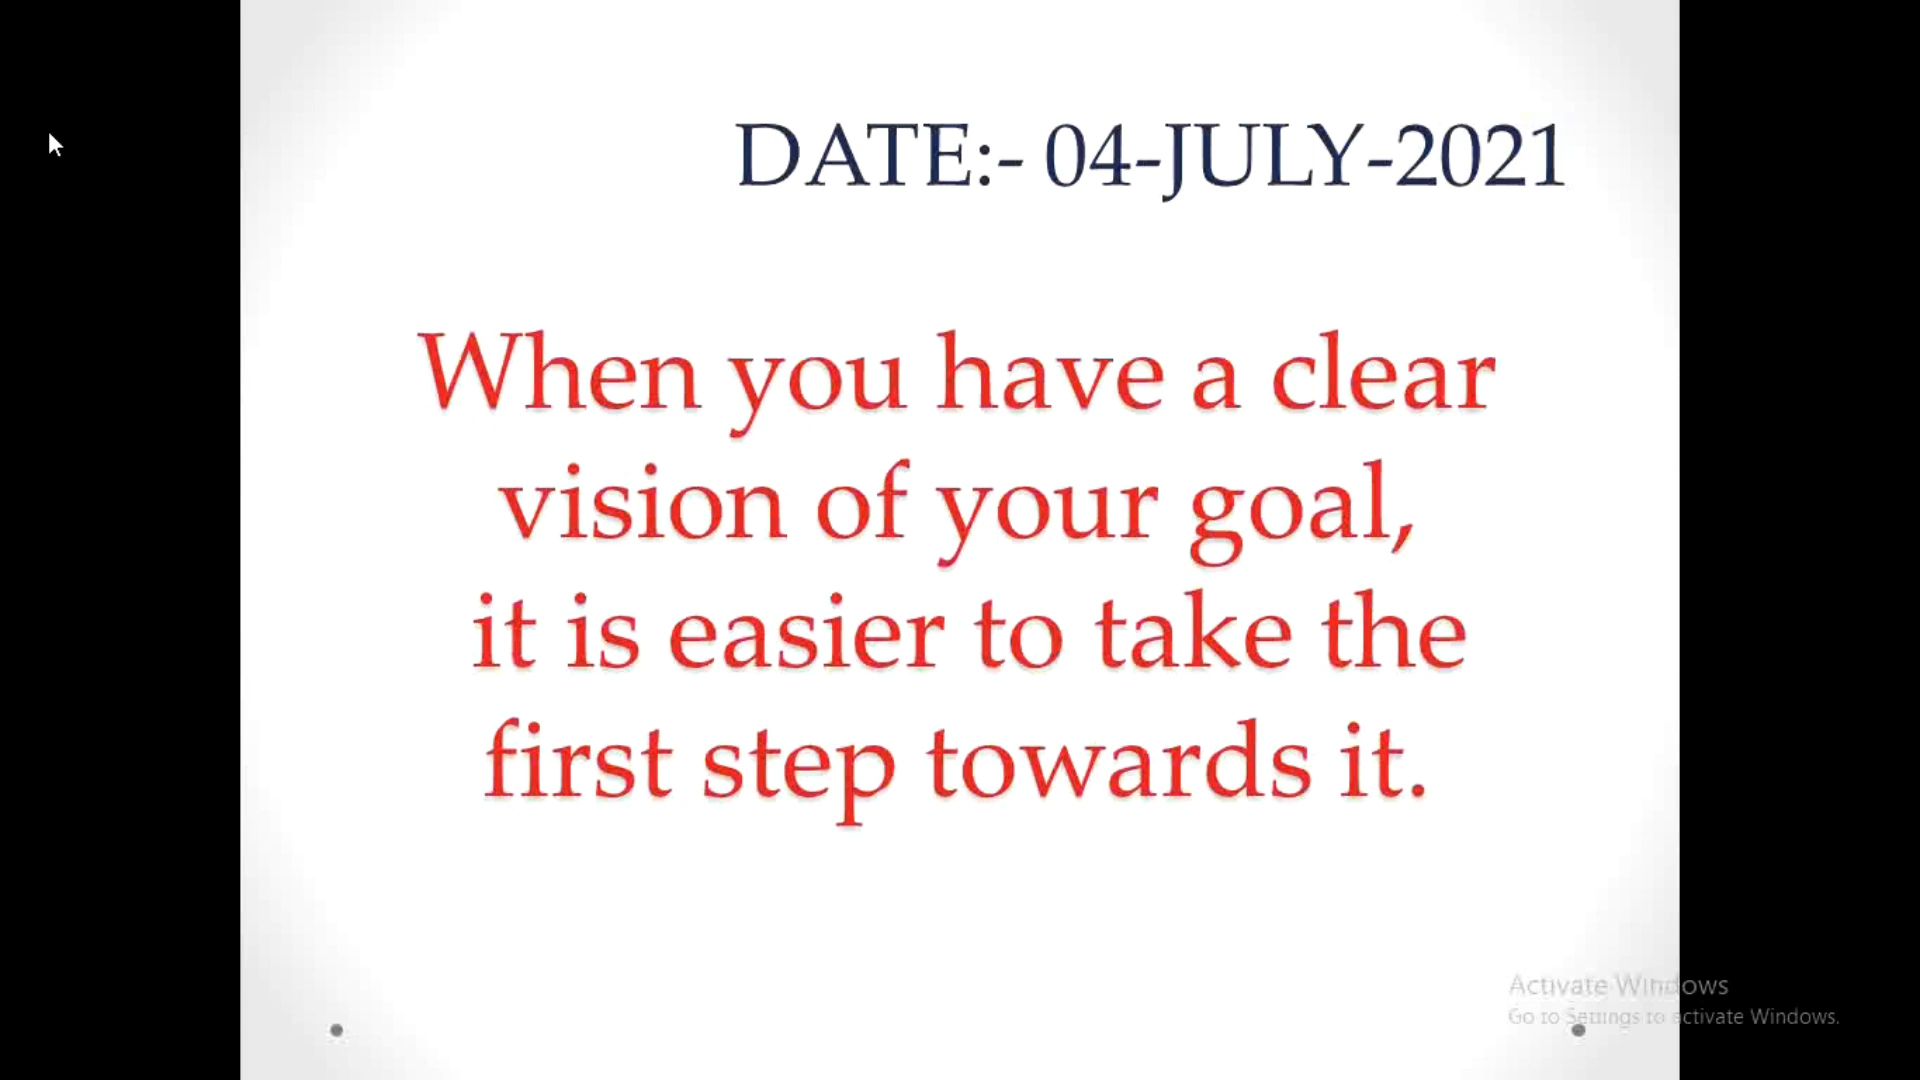 DATE:- 04-JULY-2021
When you have a clear
vision of your goal,
it is easier to take the
first step towards it.
Activate Windows
Go to Settings to activate Windows.